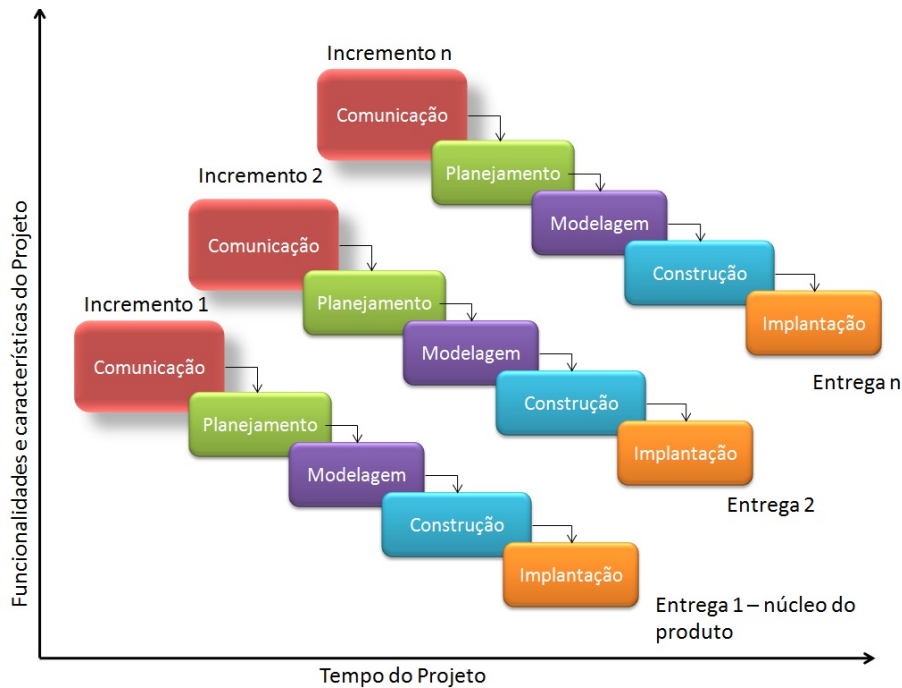 Funcionalidades e características do Projeto
Incremento n
Comunicação
Planejamento
Modelagem
Construção
Implantação
Entrega n
Incremento 2
Comunicação
Planejamento
Modelagem
Construção
Implantação
Entrega 2
Incremento 1
Comunicação
Planejamento
Modelagem
Construção
Implantação
Entrega 1 – núcleo do
produto
Tempo do Projeto